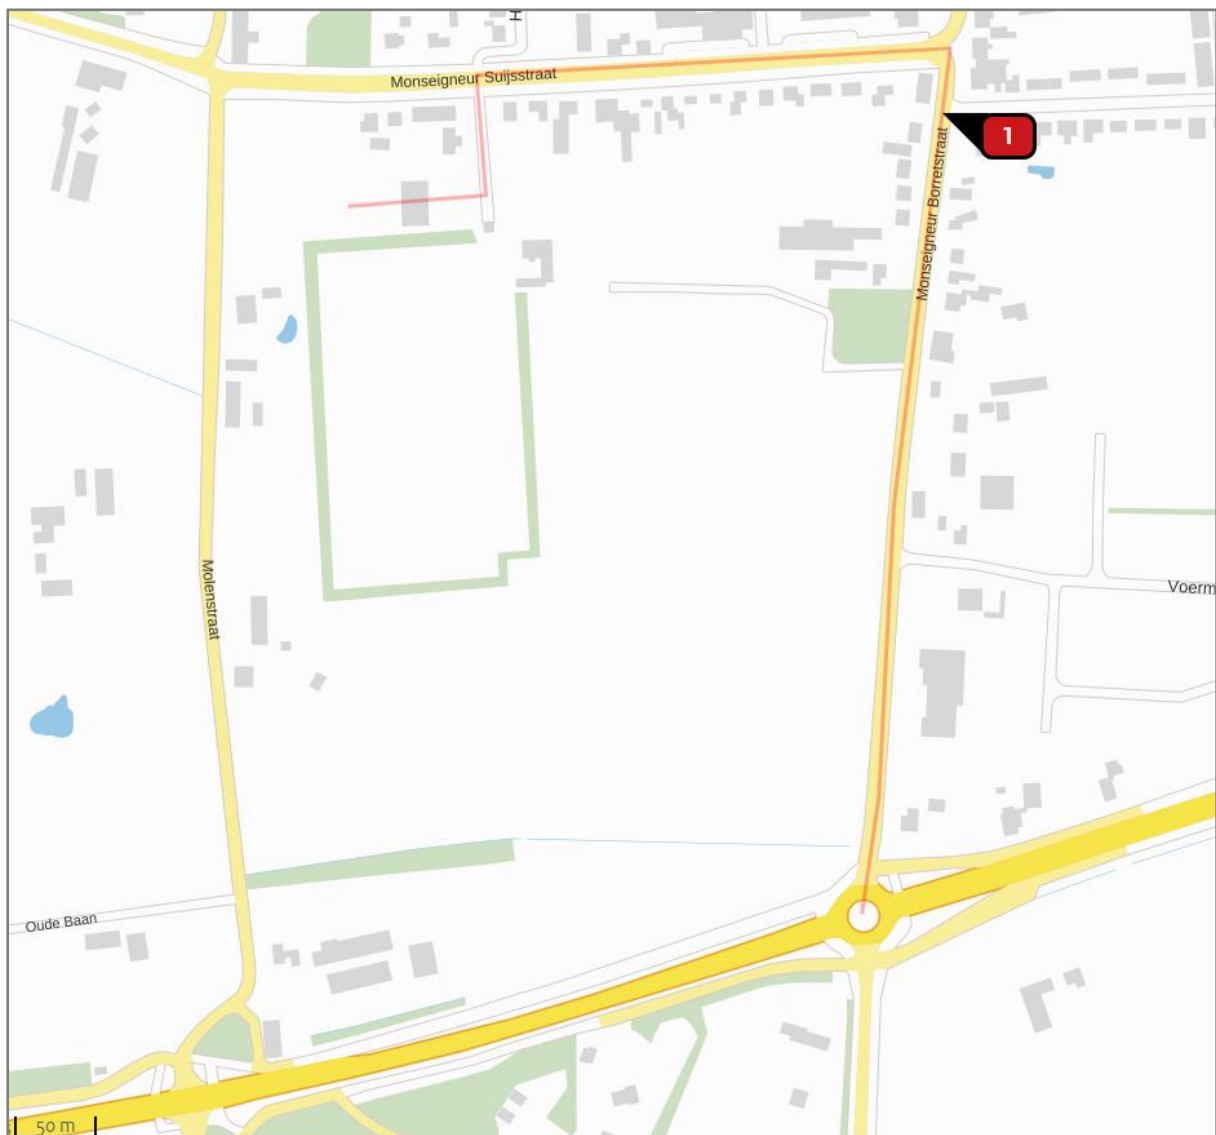 H
Monseigneur Suijsstraat
1
Monseigneur Borretstraat
Molenstraat
Voerm
Oude Baan
50 m